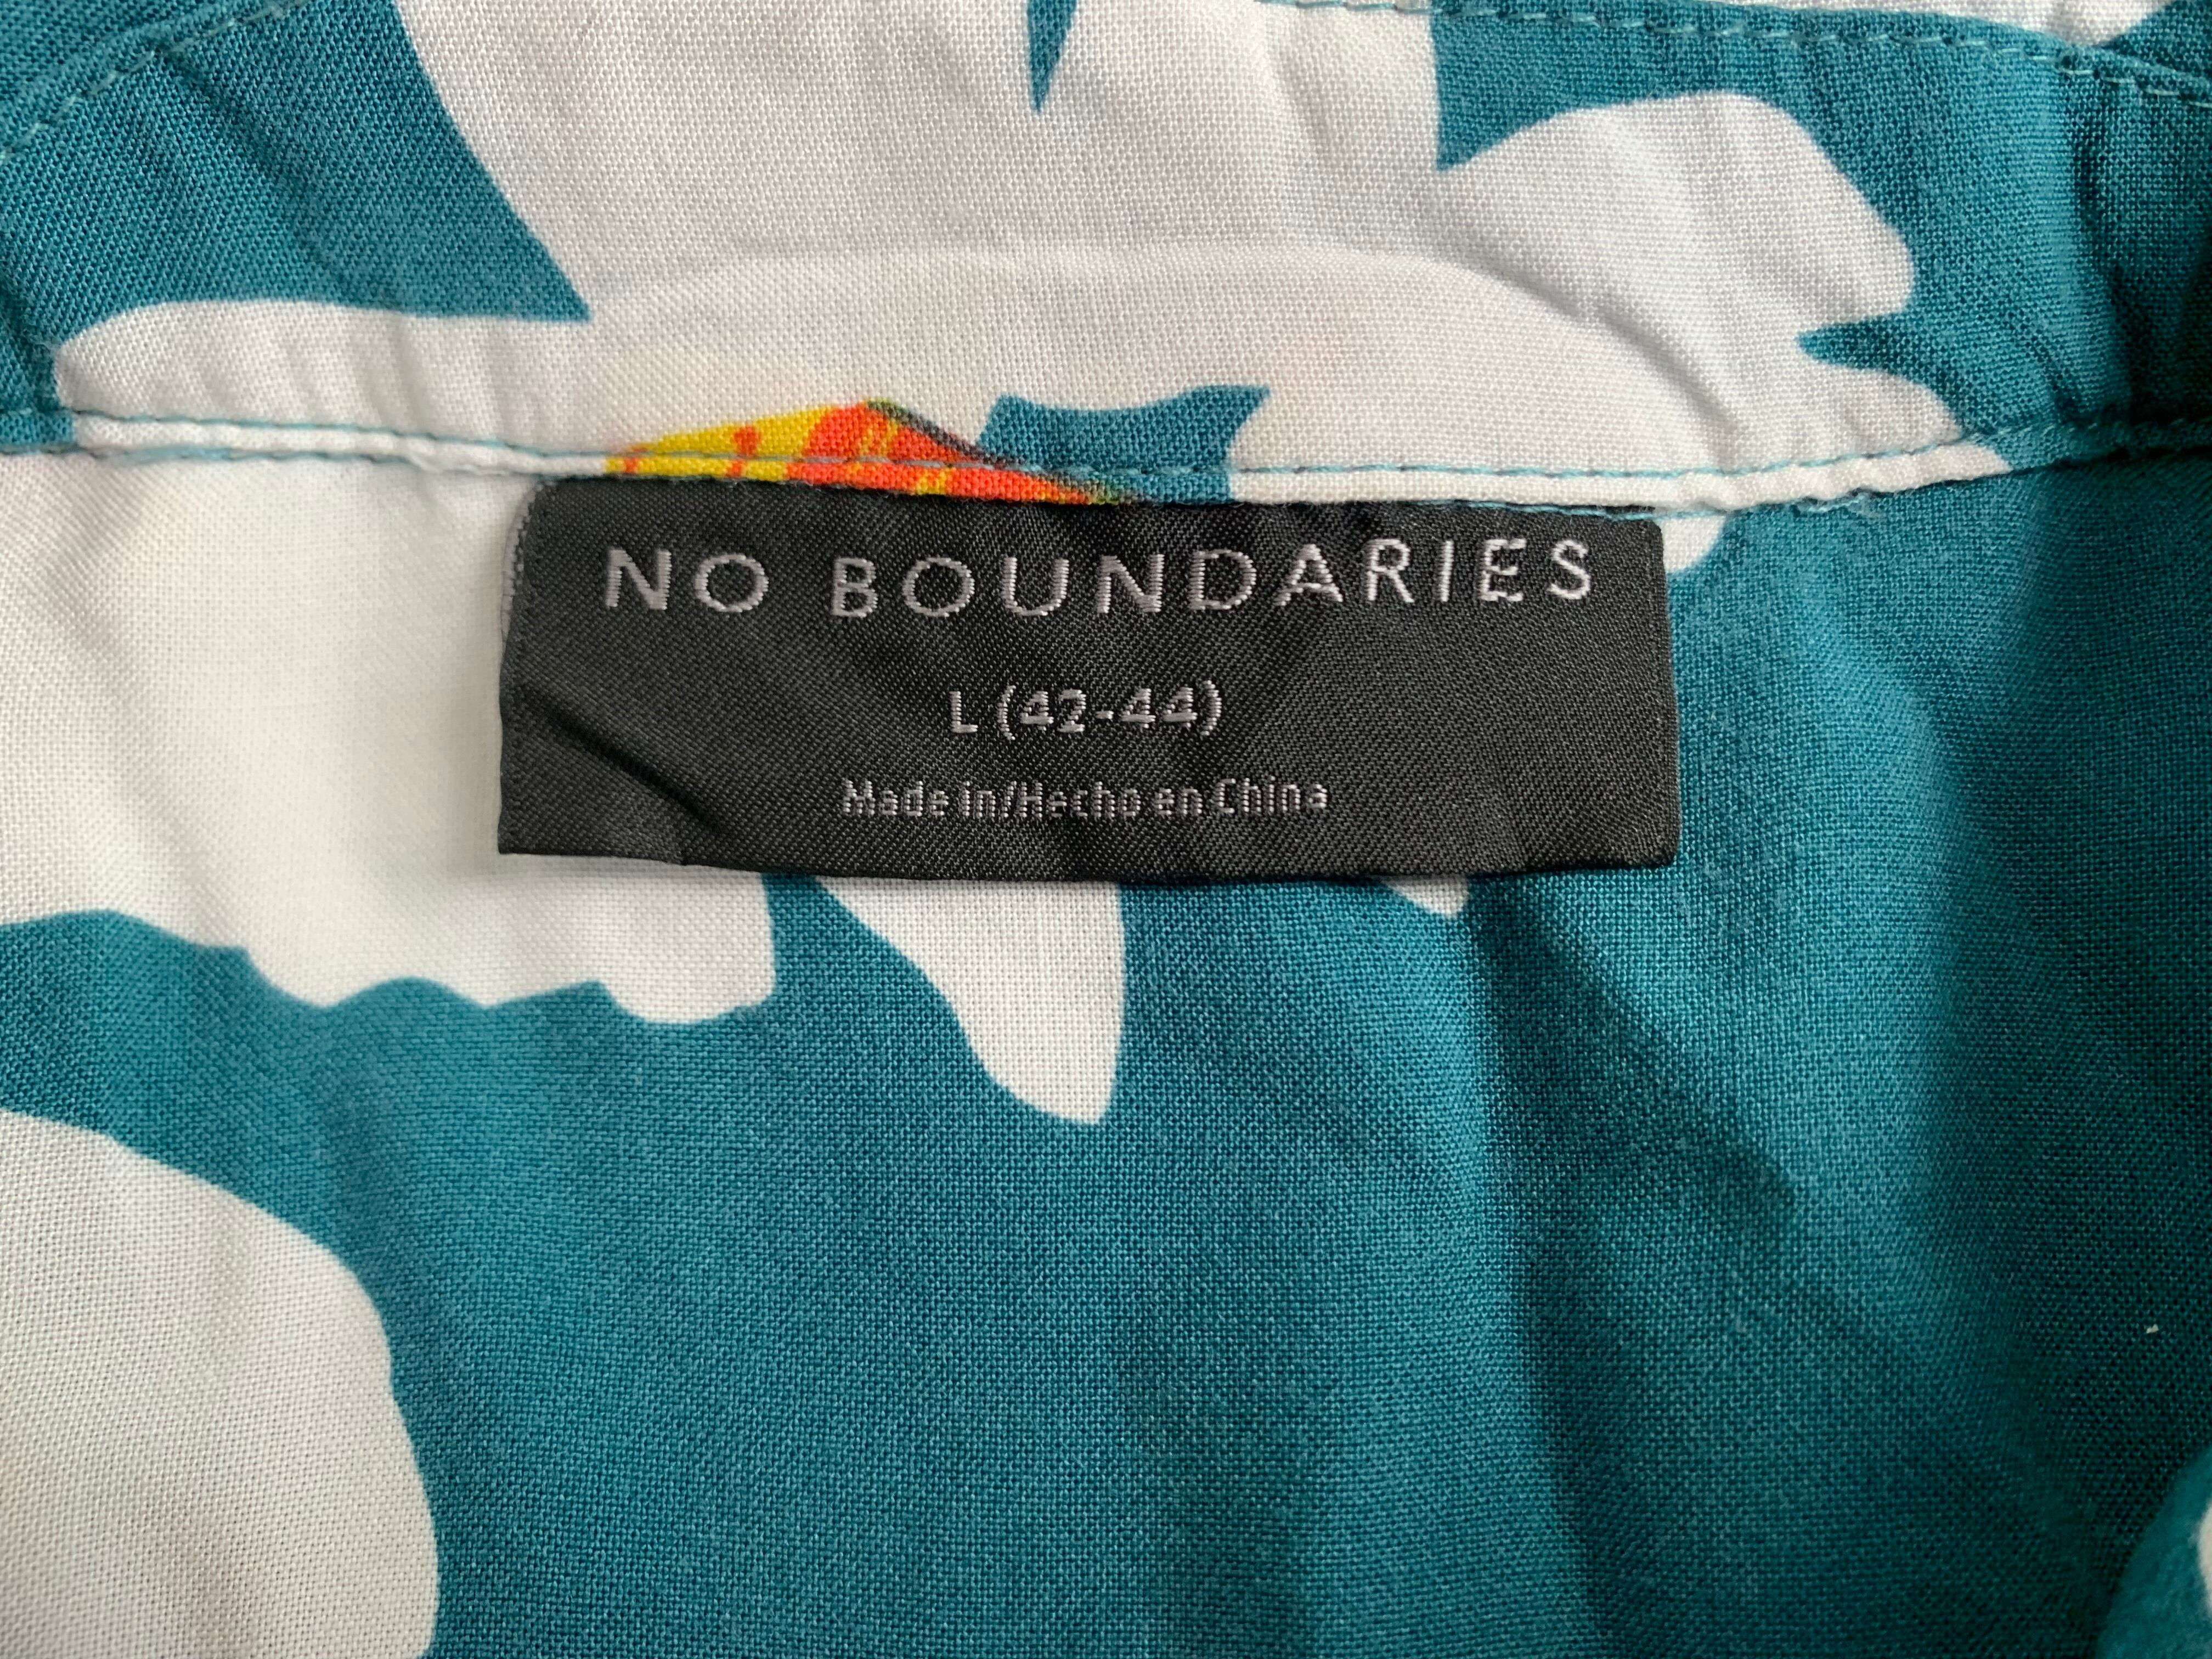 NO BOUNDARIES
L (42-44)
Made in/Hecho en China